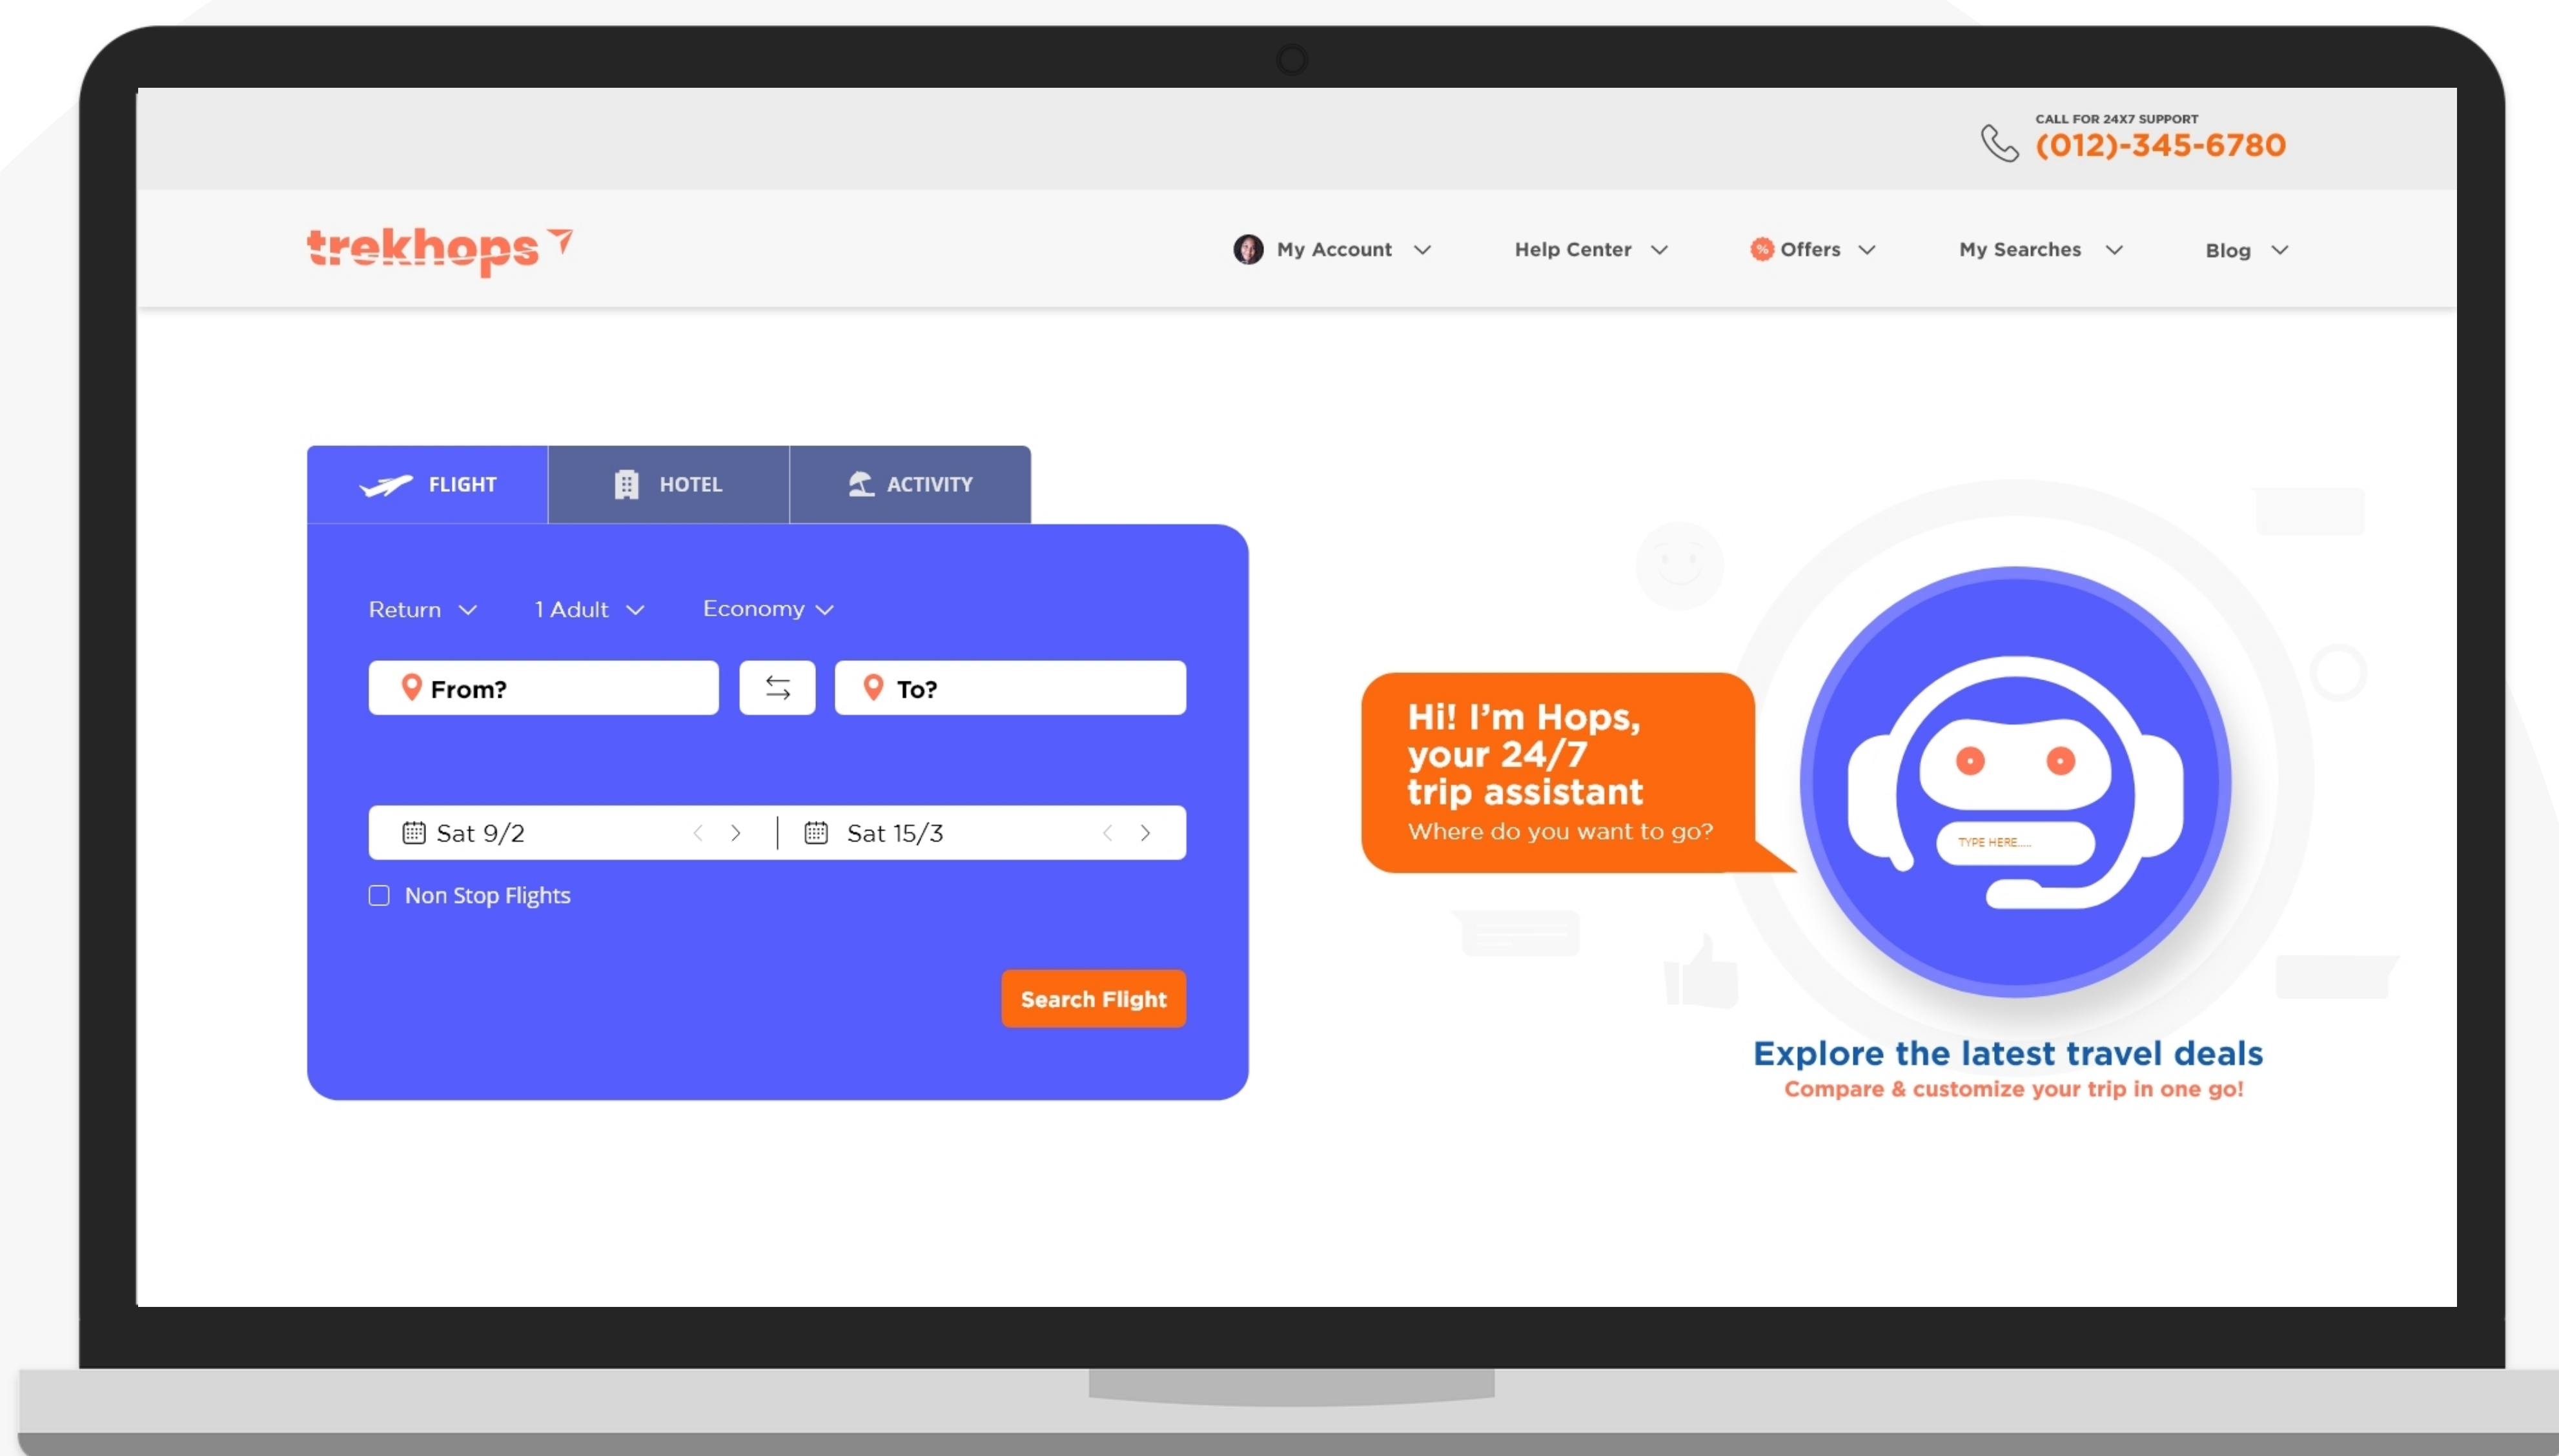 CALL FOR 24X7 SUPPORT
(012)-345-6780
trekhops
My Account
Help Center
% Offers
My Searches
Blog
FLIGHT
HOTEL
ACTIVITY
Return
1 Adult
Economy
From?
To?
Sat 9/2
Sat 15/3
Non Stop Flights
Search Flight
Hi! I’m Hops,
your 24/7
trip assistant
Where do you want to go?
TYPE HERE.....
Explore the latest travel deals
Compare & customize your trip in one go!